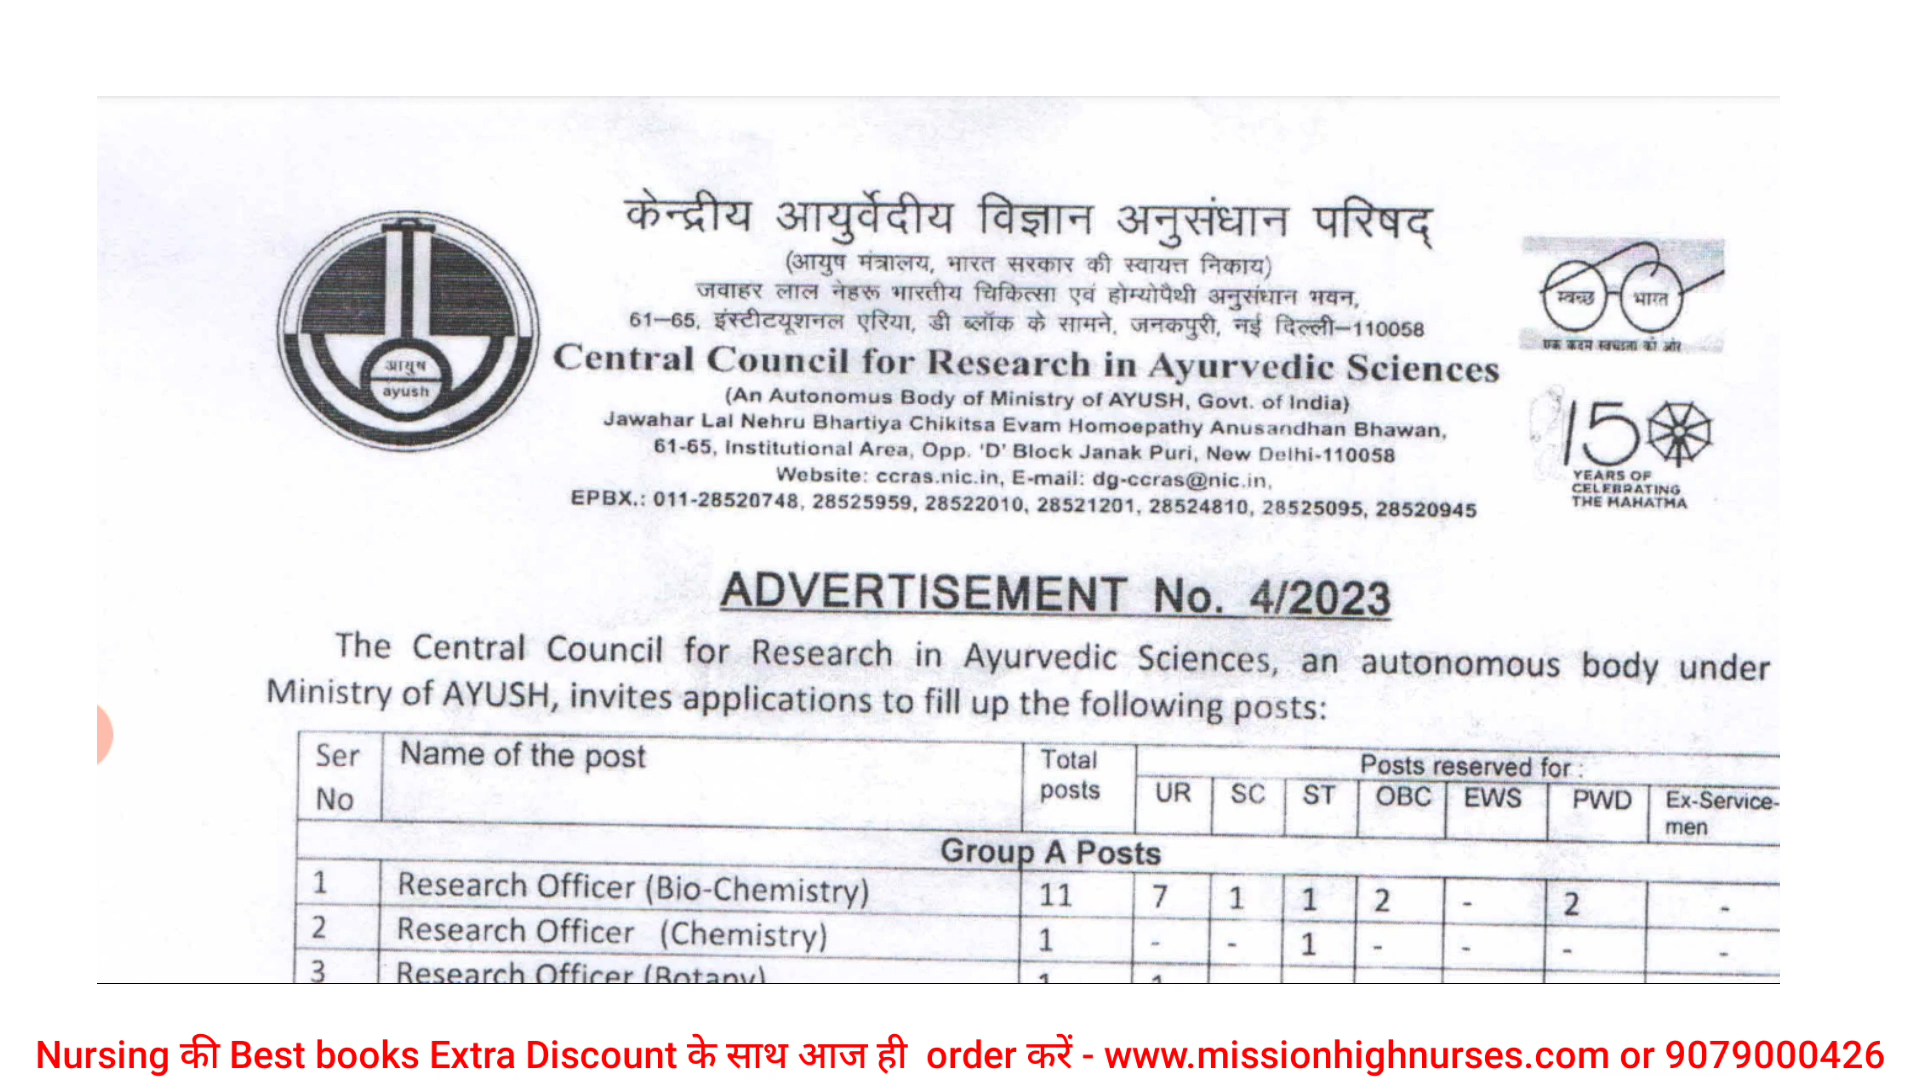 केन्द्रीय आयुर्वेदीय विज्ञान अनुसंधान परिषद्
(आयुष मंत्रालय, भारत सरकार की स्वायत्त निकाय)
जवाहर लाल नेहरू भारतीय चिकित्सा एवं होम्योपैथी अनुसंधान भवन,
61–65, इंस्टीटयूशनल एरिया, डी ब्लॉक के सामने, जनकपुरी, नई दिल्ली–110058
Central Council for Research in Ayurvedic Sciences
(An Autonomus Body of Ministry of AYUSH, Govt. of India)
Jawahar Lal Nehru Bhartiya Chikitsa Evam Homoepathy Anusandhan Bhawan,
61-65, Institutional Area, Opp. 'D' Block Janak Puri, New Delhi-110058
Website: ccras.nic.in, E-mail: dg-ccras@nic.in,
EPBX.: 011-28520748, 28525959, 28522010, 28521201, 28524810, 28525095, 28520945
आयुष
ayush
स्वच्छ भारत
एक कदम स्वच्छता की ओर
150
YEARS OF
CELEBRATING
THE MAHATMA
ADVERTISEMENT No. 4/2023
The Central Council for Research in Ayurvedic Sciences, an autonomous body under
Ministry of AYUSH, invites applications to fill up the following posts:
Ser No Name of the post Total posts Posts reserved for :
UR SC ST OBC EWS PWD Ex-Service-men
Group A Posts
1 Research Officer (Bio-Chemistry) 11 7 1 1 2 - 2 -
2 Research Officer (Chemistry) 1 - - 1 - - - -
3 Research Officer (Botany) 1 1
Nursing की Best books Extra Discount के साथ आज ही order करें - www.missionhighnurses.com or 9079000426